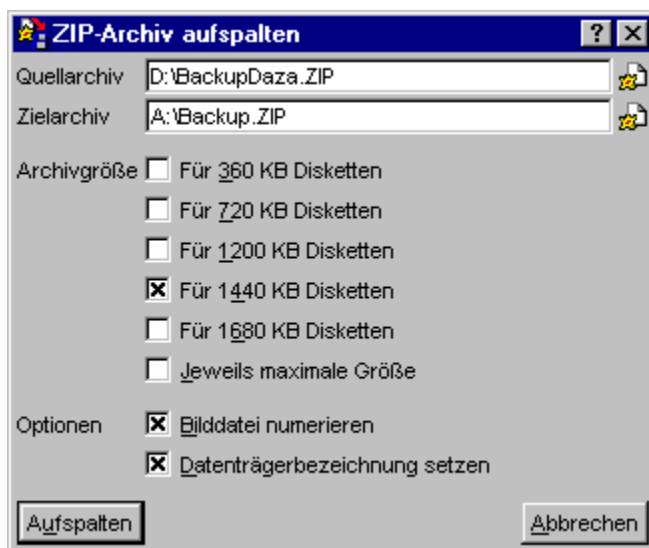 ZIP-Archiv aufspalten
Quellarchiv D:\BackupDaza.ZIP
Zielarchiv A:\Backup.ZIP
Archivgröße Für 360 KB Disketten
Für 720 KB Disketten
Für 1200 KB Disketten
Für 1440 KB Disketten
Für 1680 KB Disketten
Jeweils maximale Größe
Optionen Bilddatei numerieren
Datenträgerbezeichnung setzen
Aufspalten Abbrechen